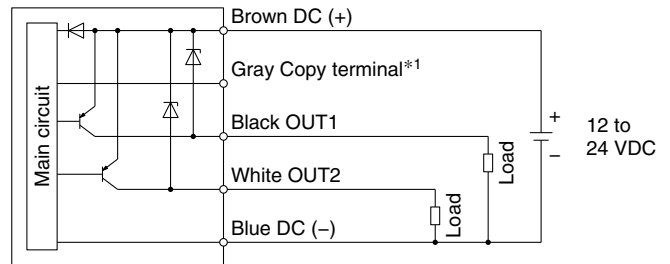 Brown DC (+)
Gray Copy terminal*1
Main circuit
Black OUT1
White OUT2
Blue DC (−)
Load
Load
+
−
12 to
24 VDC